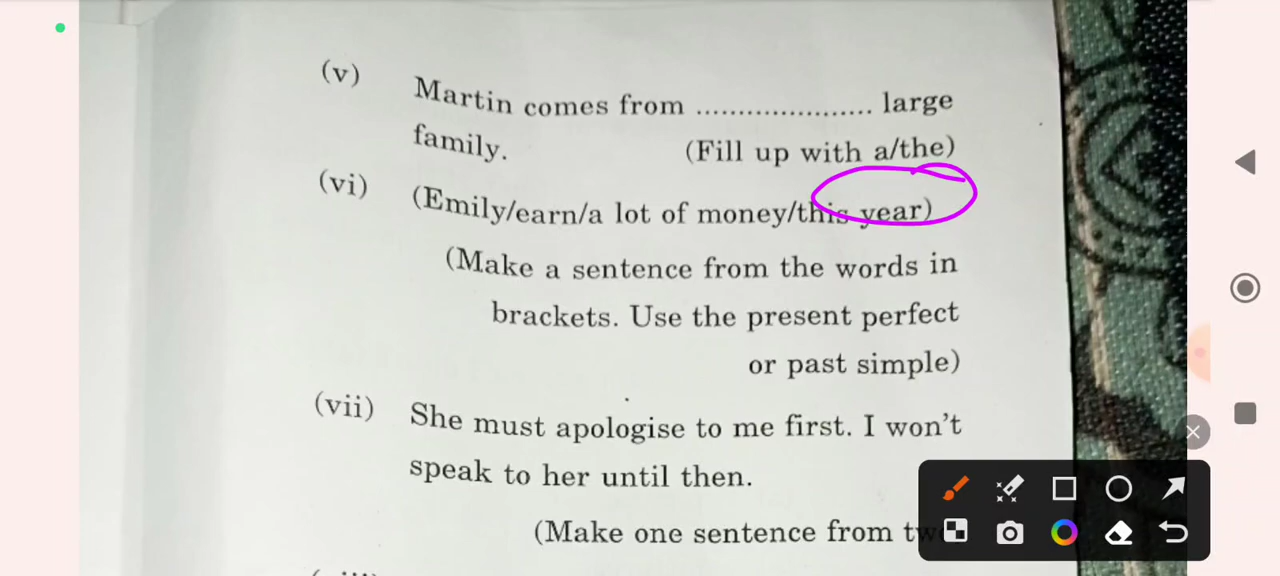 (v) Martin comes from ..................... large
family. (Fill up with a/the)
(vi) (Emily/earn/a lot of money/this year)
(Make a sentence from the words in
brackets. Use the present perfect
or past simple)
(vii) She must apologise to me first. I won't
speak to her until then.
(Make one sentence from